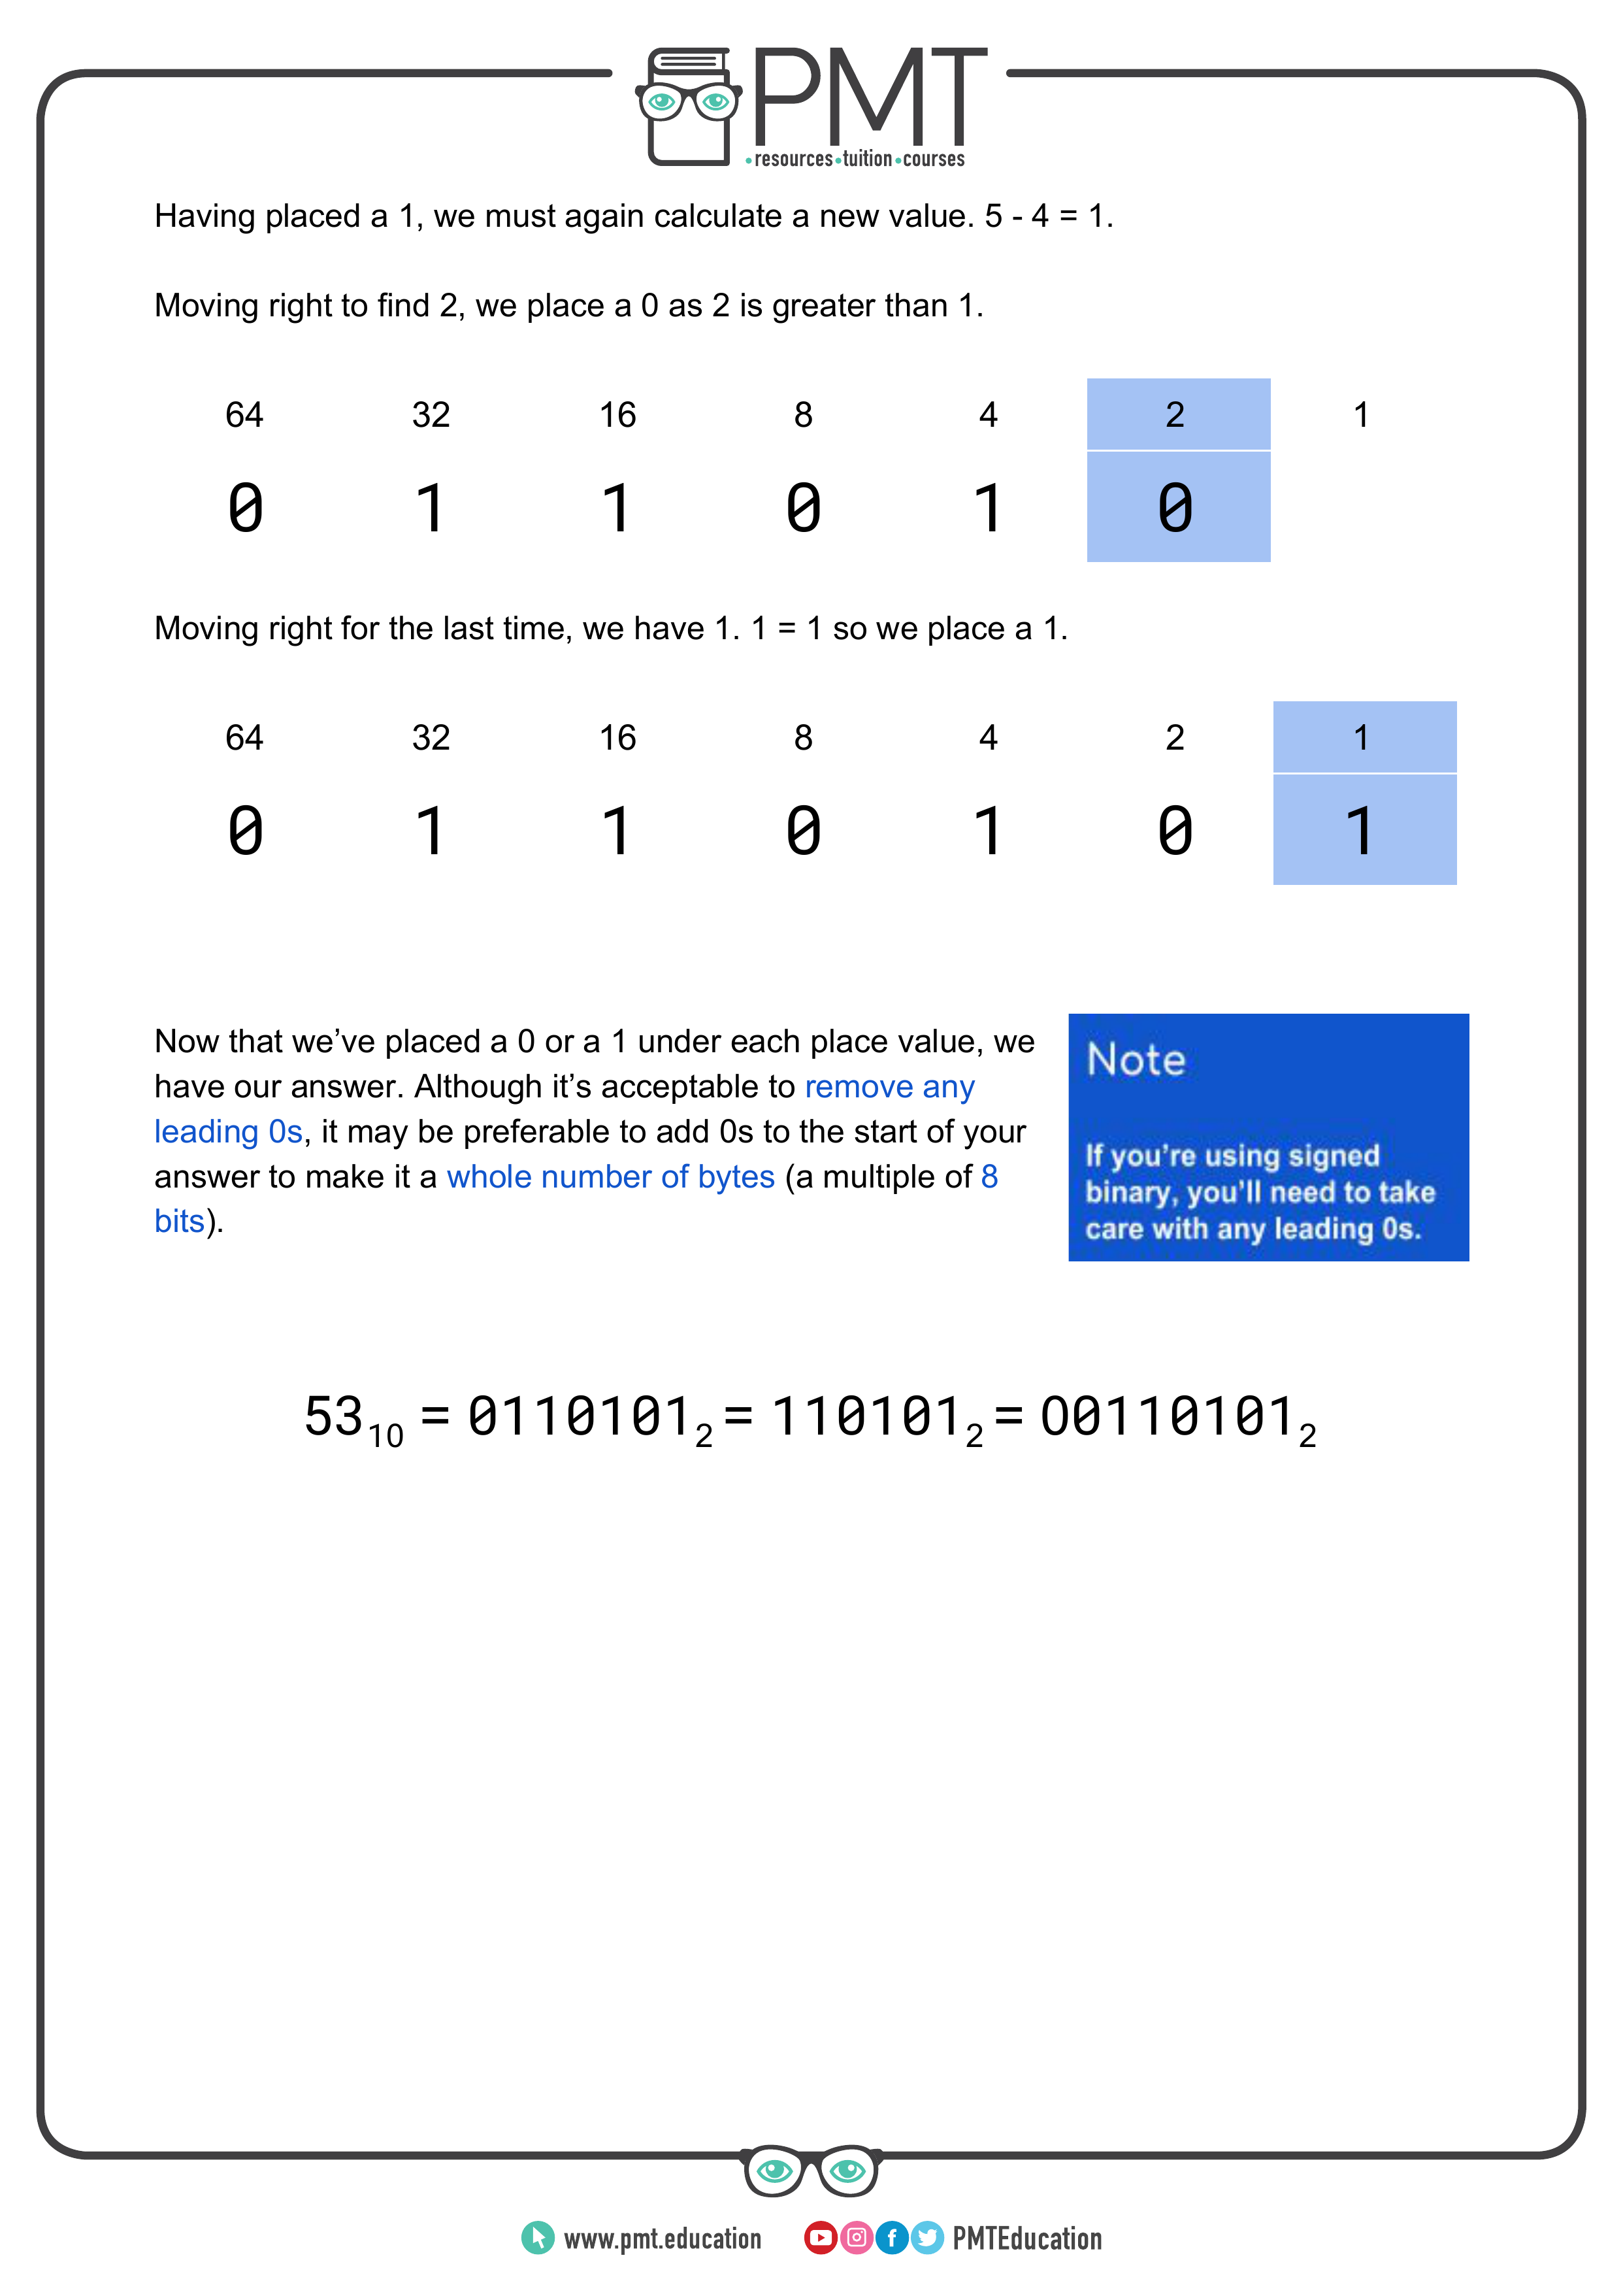 PMT
•resources•tuition•courses
Having placed a 1, we must again calculate a new value. 5 - 4 = 1.
Moving right to find 2, we place a 0 as 2 is greater than 1.
64 32 16 8 4 2 1
0 1 1 0 1 0
Moving right for the last time, we have 1. 1 = 1 so we place a 1.
64 32 16 8 4 2 1
0 1 1 0 1 0 1
Now that we’ve placed a 0 or a 1 under each place value, we
have our answer. Although it’s acceptable to remove any
leading 0s, it may be preferable to add 0s to the start of your
answer to make it a whole number of bytes (a multiple of 8
bits).
Note
If you’re using signed
binary, you’ll need to take
care with any leading 0s.
53₁₀ = 0110101₂ = 110101₂ = 00110101₂
www.pmt.education PMTEducation